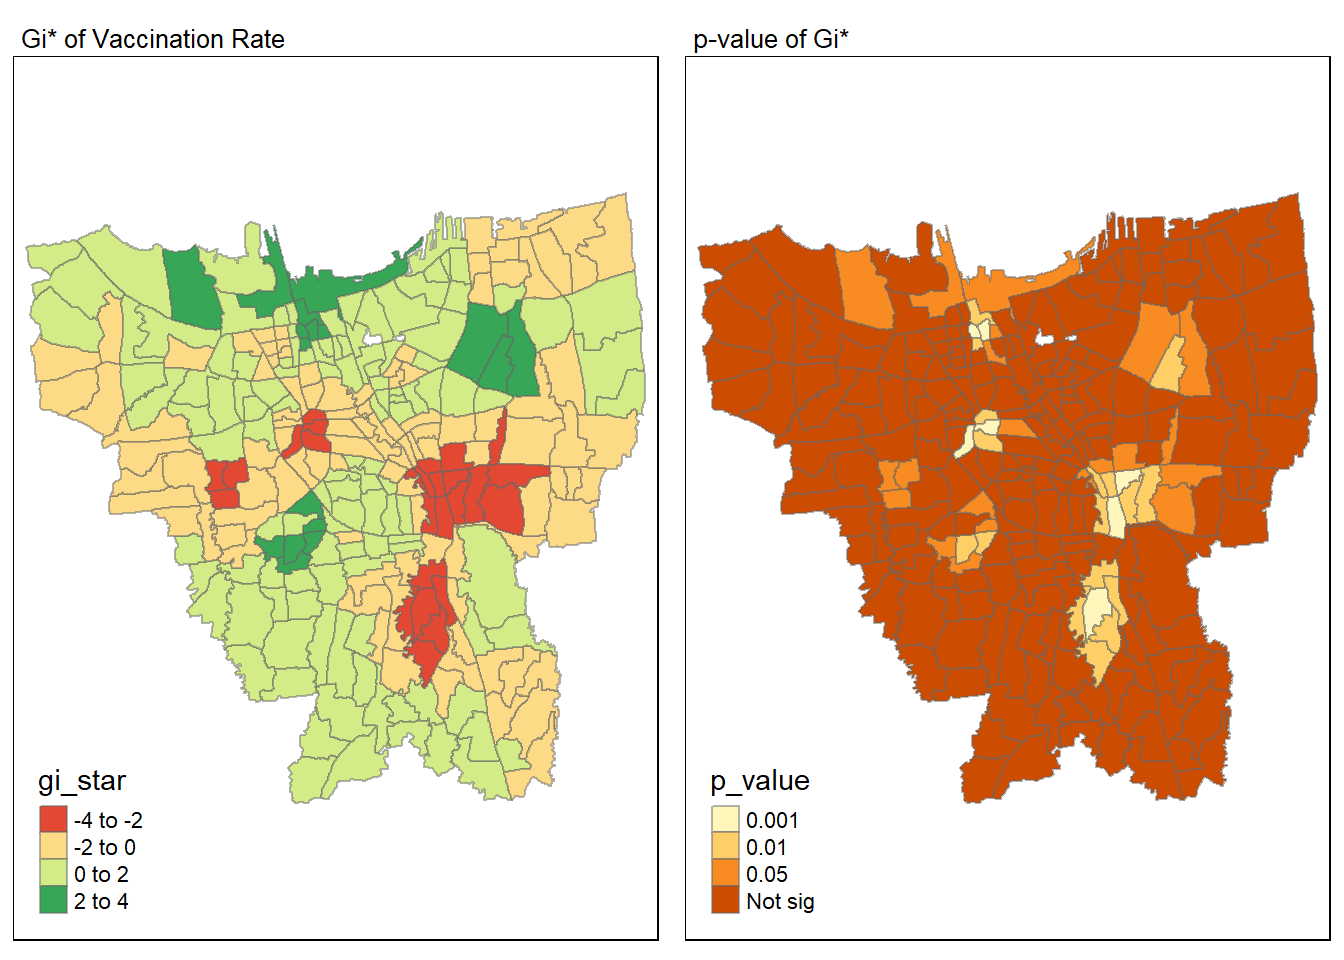 Gi* of Vaccination Rate
gi_star
-4 to -2
-2 to 0
0 to 2
2 to 4
p-value of Gi*
p_value
0.001
0.01
0.05
Not sig